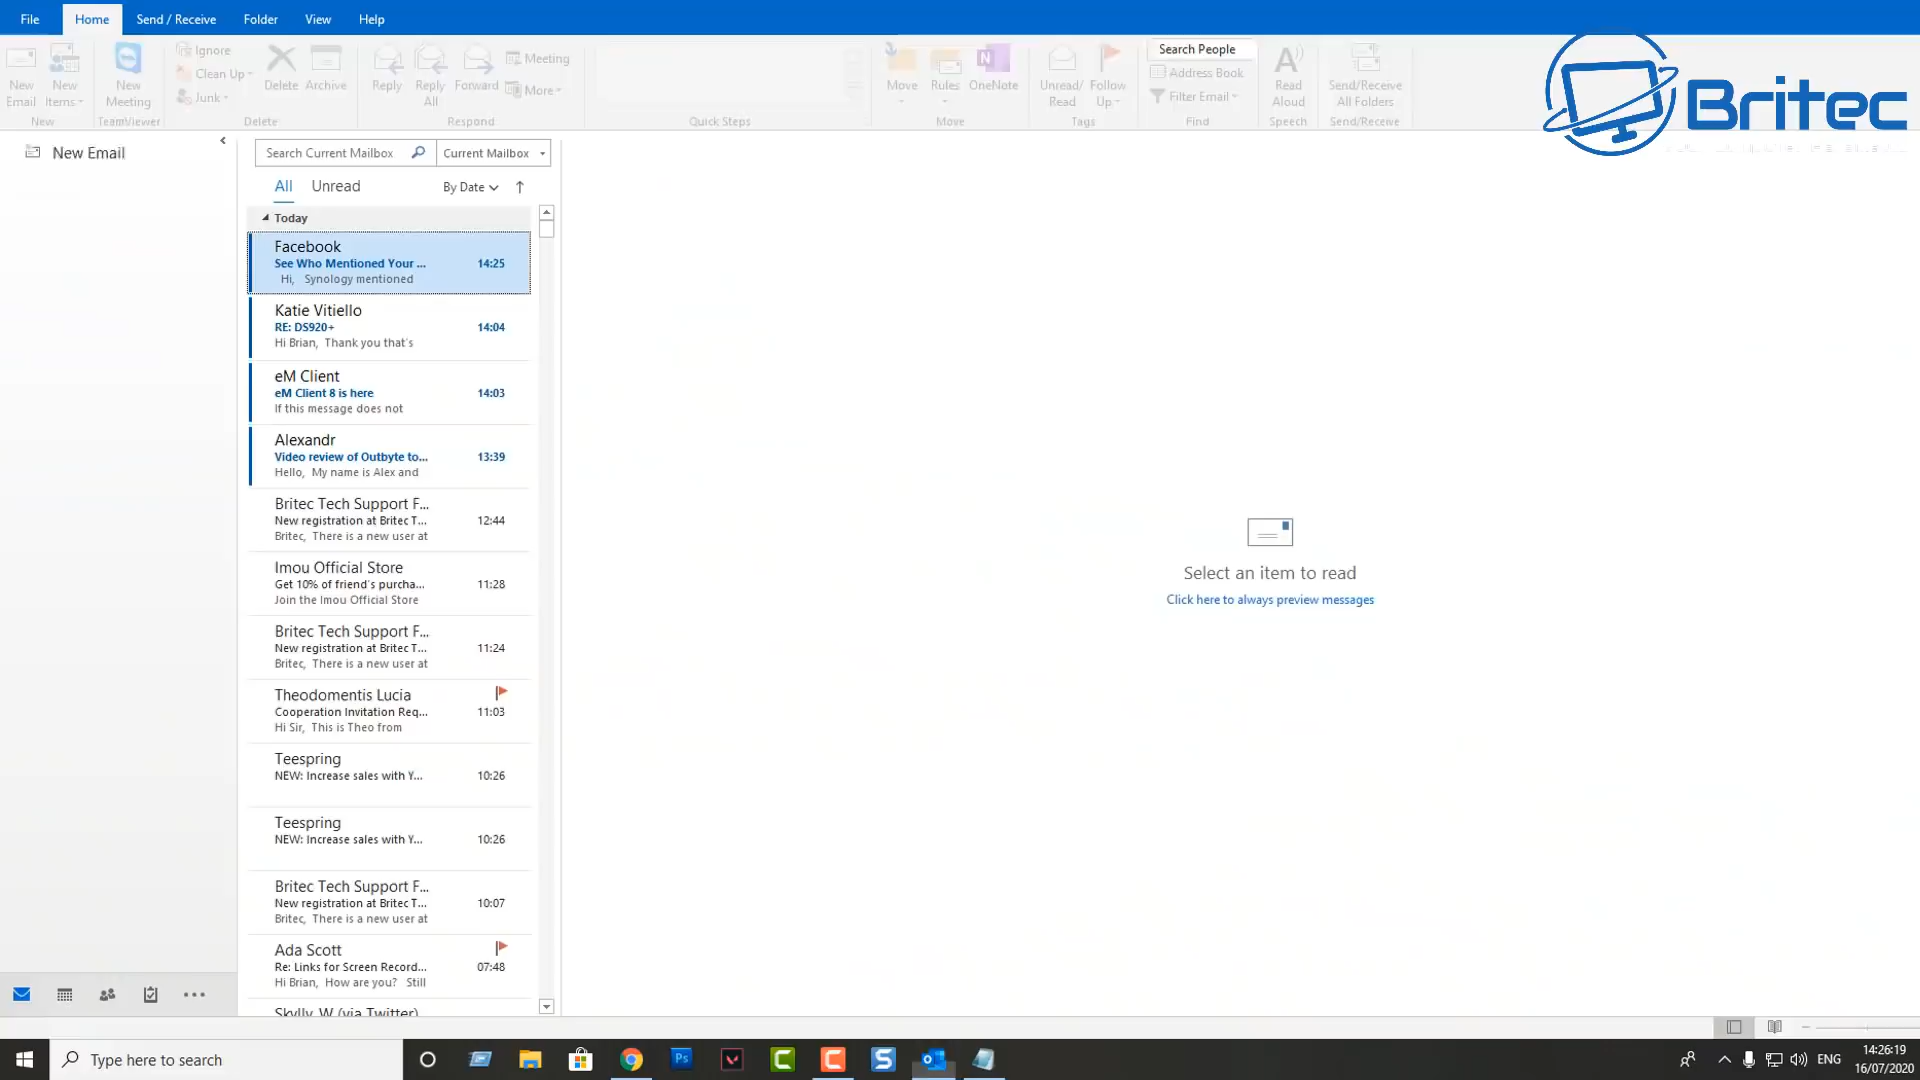 File Home Send / Receive Folder View Help
New Email
New Items
New Meeting
Ignore
Clean Up
Junk
Delete
Archive
Reply
Reply All
Forward
Meeting
More
Move
Rules
OneNote
Unread/ Read
Follow Up
Search People
Address Book
Filter Email
Read Aloud
Send/Receive All Folders
New TeamViewer Delete Respond Quick Steps Move Tags Find Speech Send/Receive
Britec
New Email
Search Current Mailbox Current Mailbox
All Unread By Date
Today
Facebook
See Who Mentioned Your ... 14:25
Hi, Synology mentioned
Katie Vitiello
RE: DS920+ 14:04
Hi Brian, Thank you that's
eM Client
eM Client 8 is here 14:03
If this message does not
Alexandr
Video review of Outbyte to... 13:39
Hello, My name is Alex and
Britec Tech Support F...
New registration at Britec T... 12:44
Britec, There is a new user at
Imou Official Store
Get 10% of friend's purcha... 11:28
Join the Imou Official Store
Britec Tech Support F...
New registration at Britec T... 11:24
Britec, There is a new user at
Theodomentis Lucia
Cooperation Invitation Req... 11:03
Hi Sir, This is Theo from
Teespring
NEW: Increase sales with Y... 10:26
Teespring
NEW: Increase sales with Y... 10:26
Britec Tech Support F...
New registration at Britec T... 10:07
Britec, There is a new user at
Ada Scott
Re: Links for Screen Record... 07:48
Hi Brian, How are you? Still
Skylly_W (via Twitter)
Select an item to read
Click here to always preview messages
Type here to search
Ps
ENG
14:26:19
16/07/2020